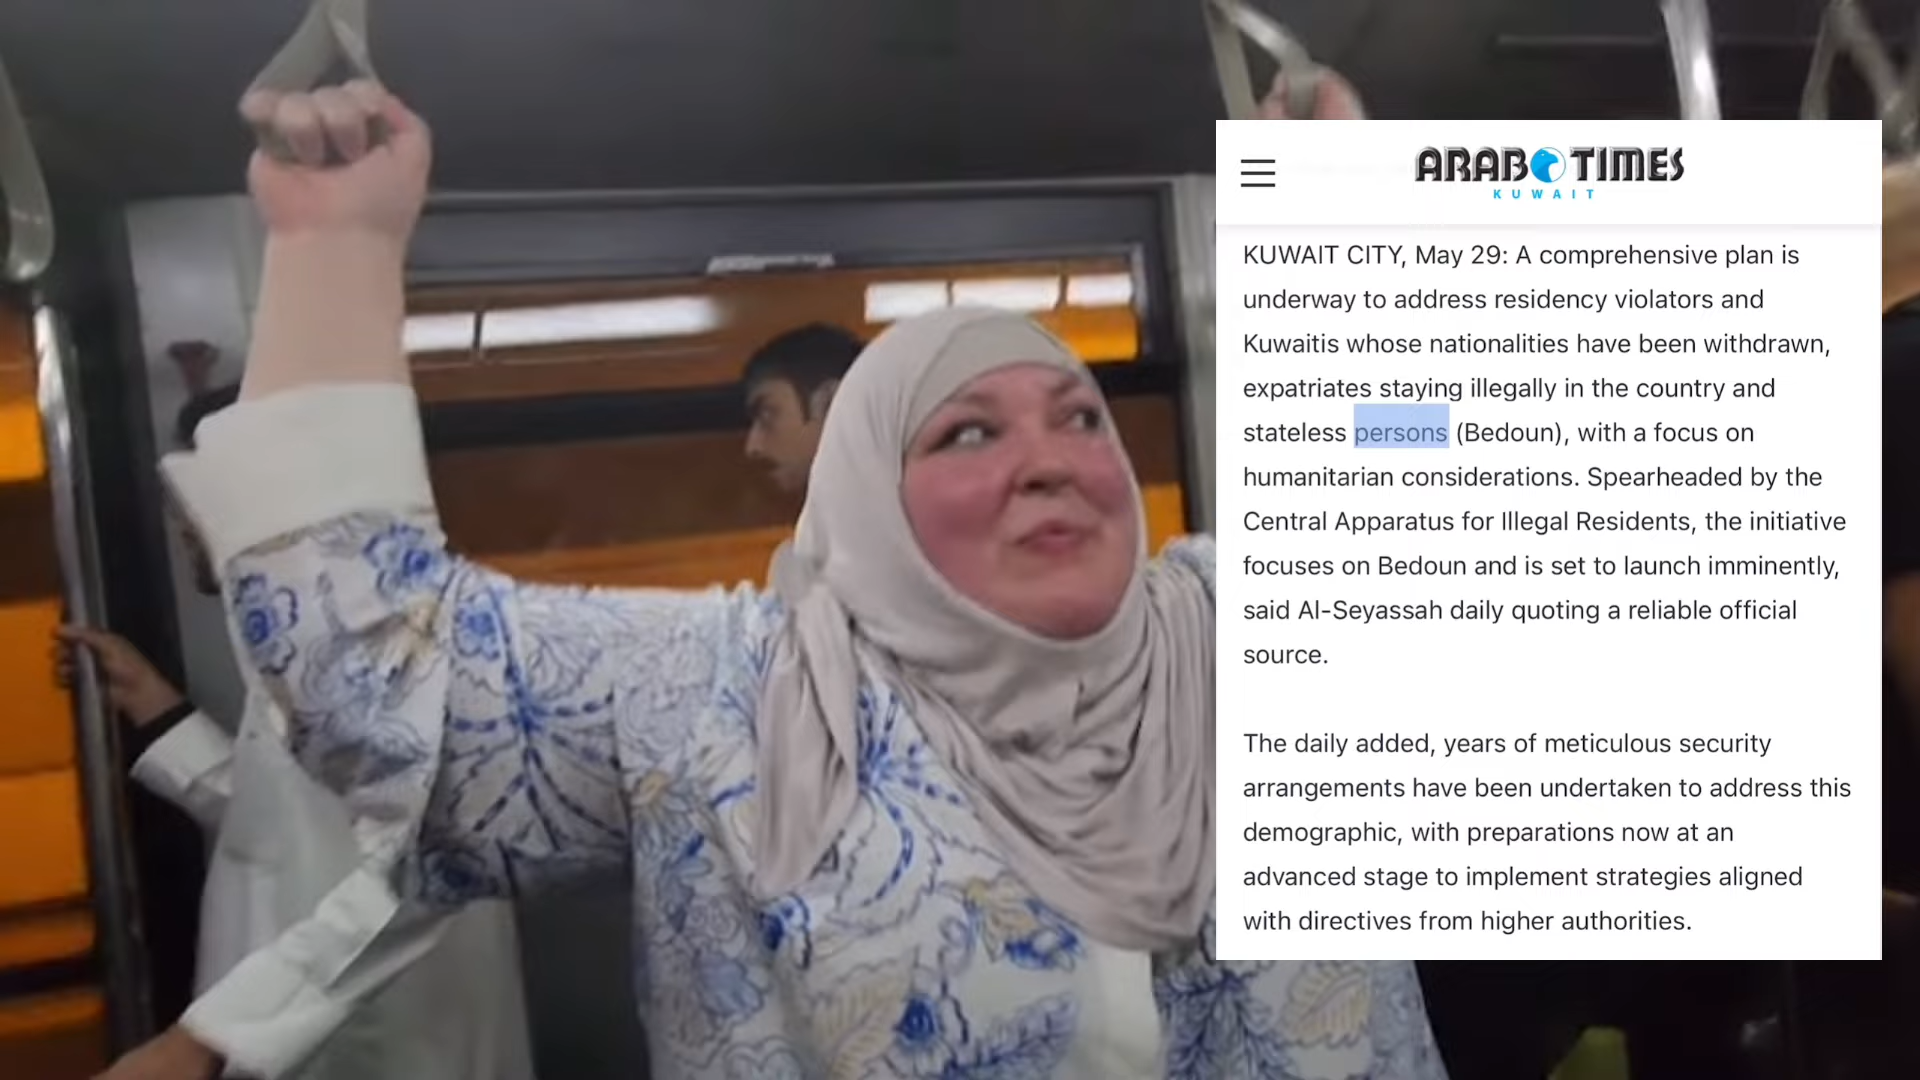 ARAB TIMES
KUWAIT
KUWAIT CITY, May 29: A comprehensive plan is
underway to address residency violators and
Kuwaitis whose nationalities have been withdrawn,
expatriates staying illegally in the country and
stateless persons (Bedoun), with a focus on
humanitarian considerations. Spearheaded by the
Central Apparatus for Illegal Residents, the initiative
focuses on Bedoun and is set to launch imminently,
said Al-Seyassah daily quoting a reliable official
source.
The daily added, years of meticulous security
arrangements have been undertaken to address this
demographic, with preparations now at an
advanced stage to implement strategies aligned
with directives from higher authorities.